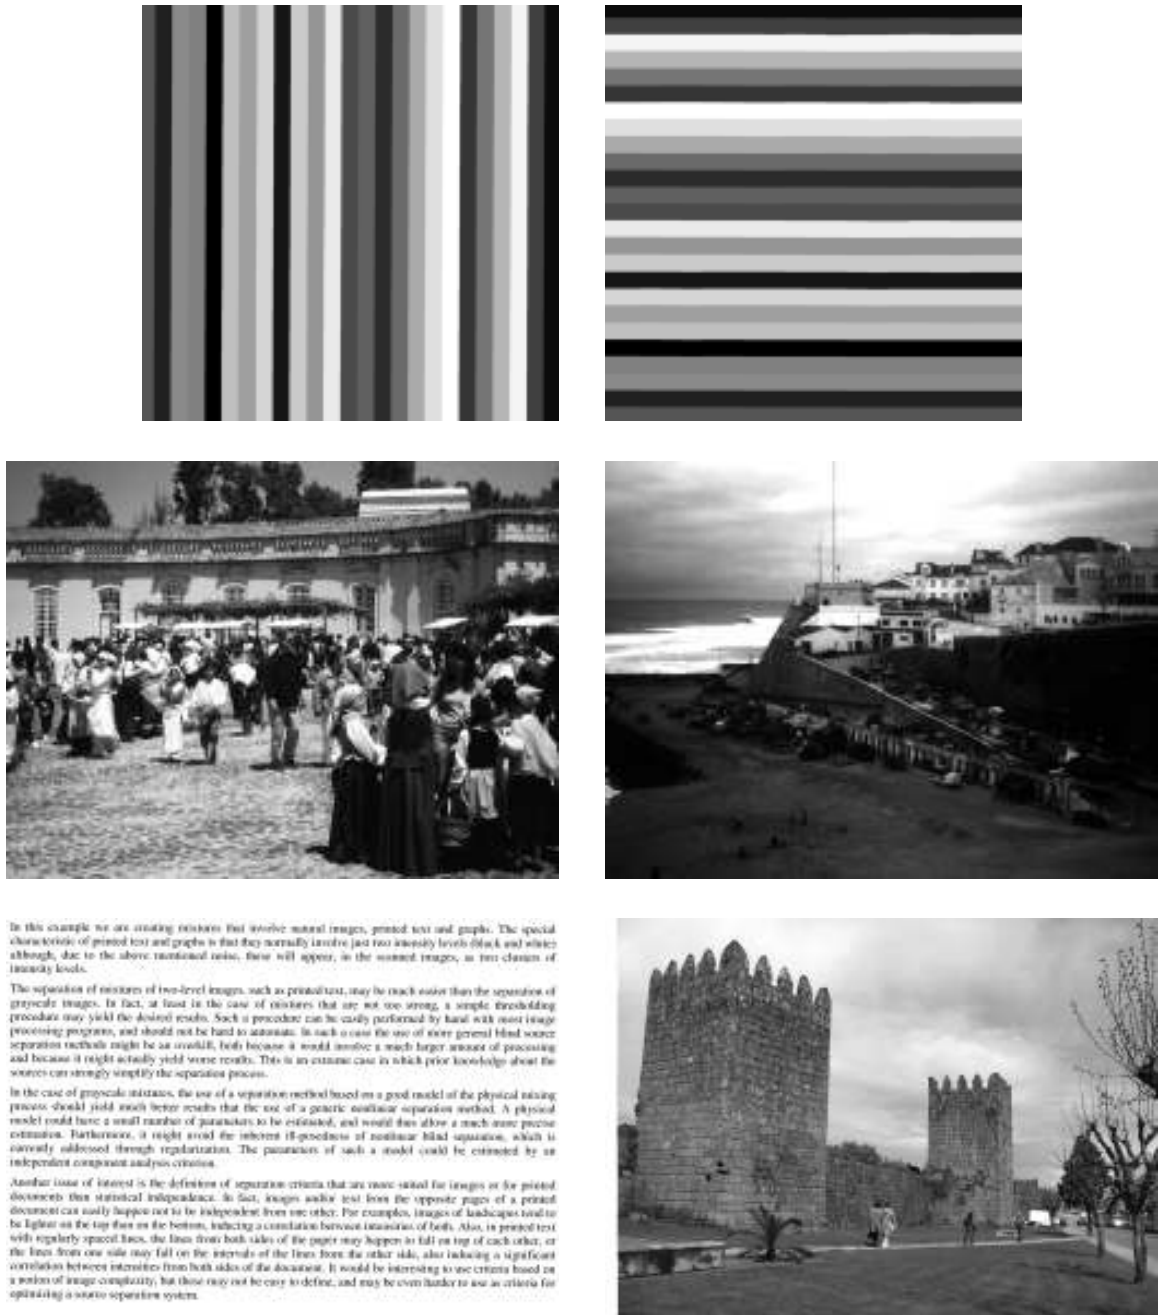 In this example we are creating mixtures that involve natural images, printed text and graphs. The special
characteristic of printed text and graphs is that they normally involve just two intensity levels (black and white)
although, due to the above mentioned noise, these will appear, in the scanned images, as two clusters of
intensity levels.
The separation of mixtures of two-level images, such as printed text, may be much easier than the separation of
grayscale images. In fact, at least in the case of mixtures that are not too strong, a simple thresholding
procedure may yield the desired results. Such a procedure can be easily performed by hand with most image
processing programs, and should not be hard to automate. In such a case the use of more general blind source
separation methods might be an overkill, both because it would involve a much larger amount of processing
and because it might actually yield worse results. This is an extreme case in which prior knowledge about the
sources can strongly simplify the separation process.
In the case of grayscale mixtures, the use of a separation method based on a good model of the physical mixing
process should yield much better results that the use of a generic nonlinear separation method. A physical
model could have a small number of parameters to be estimated, and would thus allow a much more precise
estimation. Furthermore, it might avoid the inherent ill-posedness of nonlinear blind separation, which is
currently addressed through regularization. The parameters of such a model could be estimated by an
independent component analysis criterion.
Another issue of interest is the definition of separation criteria that are more suited for images or for printed
documents than statistical independence. In fact, images and/or text from the opposite pages of a printed
document can easily happen not to be independent from one other. For examples, images of landscapes tend to
be lighter on the top than on the bottom, inducing a correlation between intensities of both. Also, in printed text
with regularly spaced lines, the lines from both sides of the paper may happen to fall on top of each other, or
the lines from one side may fall on the intervals of the lines from the other side, also inducing a significant
correlation between intensities from both sides of the document. It would be interesting to use criteria based on
a notion of image complexity, but these may not be easy to define, and may be even harder to use as criteria for
optimizing a source separation system.